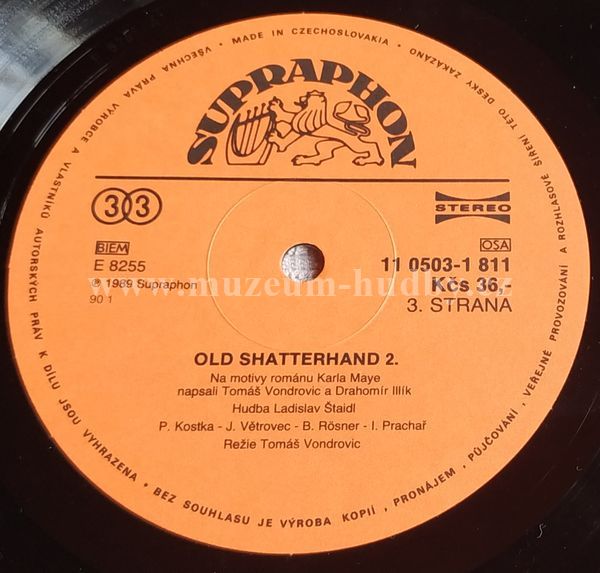 VŠECHNA PRÁVA VÝROBCE A VLASTNÍKŮ AUTORSKÝCH PRÁV K DÍLU JSOU VYHRAZENA • BEZ SOUHLASU JE VÝROBA KOPIÍ, PRONÁJEM, PŮJČOVÁNÍ, VEŘEJNÉ PROVOZOVÁNÍ A ROZHLASOVÉ ŠÍŘENÍ TÉTO DESKY ZAKÁZÁNO • MADE IN CZECHOSLOVAKIA •
SUPRAPHON
33
STEREO
BIEM
OSA
E 8255
11 0503-1 811
℗ 1989 Supraphon
Kčs 36,-
90 1
3. STRANA
www.muzeum-hudby.cz
OLD SHATTERHAND 2.
Na motivy románu Karla Maye
napsali Tomáš Vondrovic a Drahomír Illík
Hudba Ladislav Štaidl
P. Kostka - J. Větrovec - B. Rösner - I. Prachař
Režie Tomáš Vondrovic